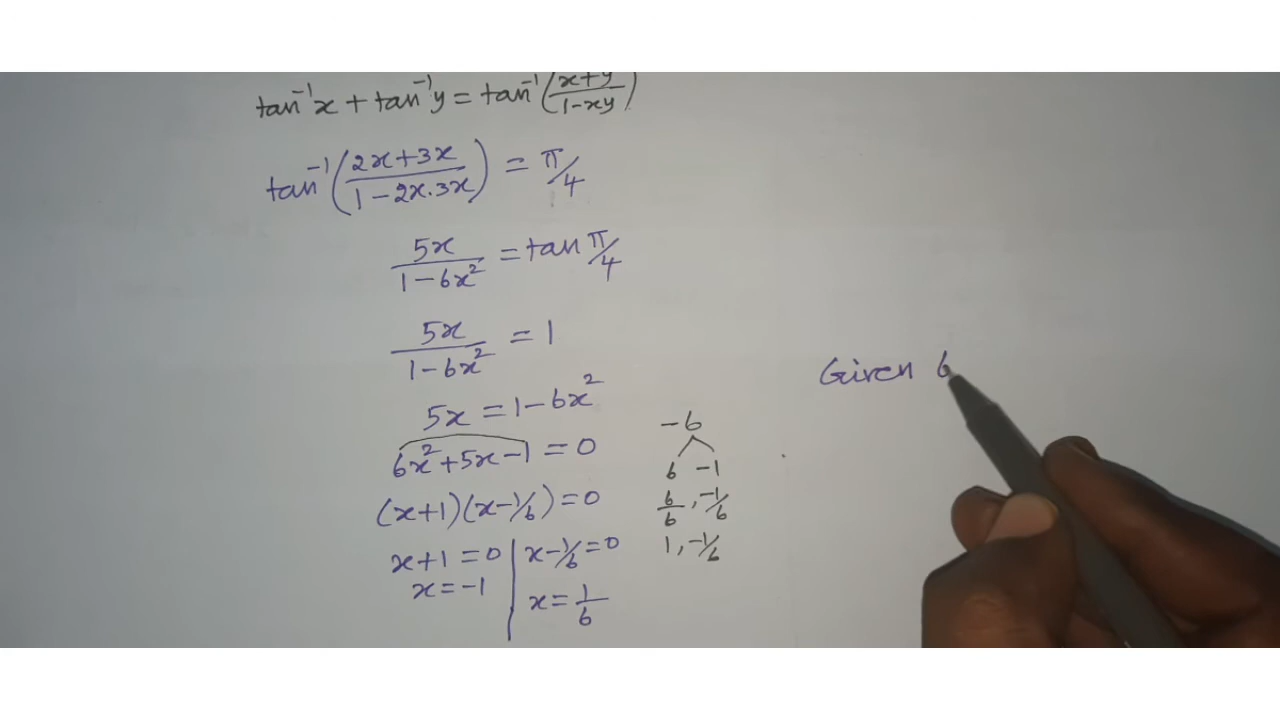 tan⁻¹x + tan⁻¹y = tan⁻¹((x+y)/(1-xy))
tan⁻¹((2x+3x)/(1-2x·3x)) = π/4
5x/(1-6x²) = tan π/4
5x/(1-6x²) = 1
5x = 1-6x²
6x²+5x-1 = 0
(x+1)(x-1/6) = 0
x+1 = 0 | x-1/6 = 0
x = -1 | x = 1/6
-6
6 -1
6/6, -1/6
1, -1/6
Given 6